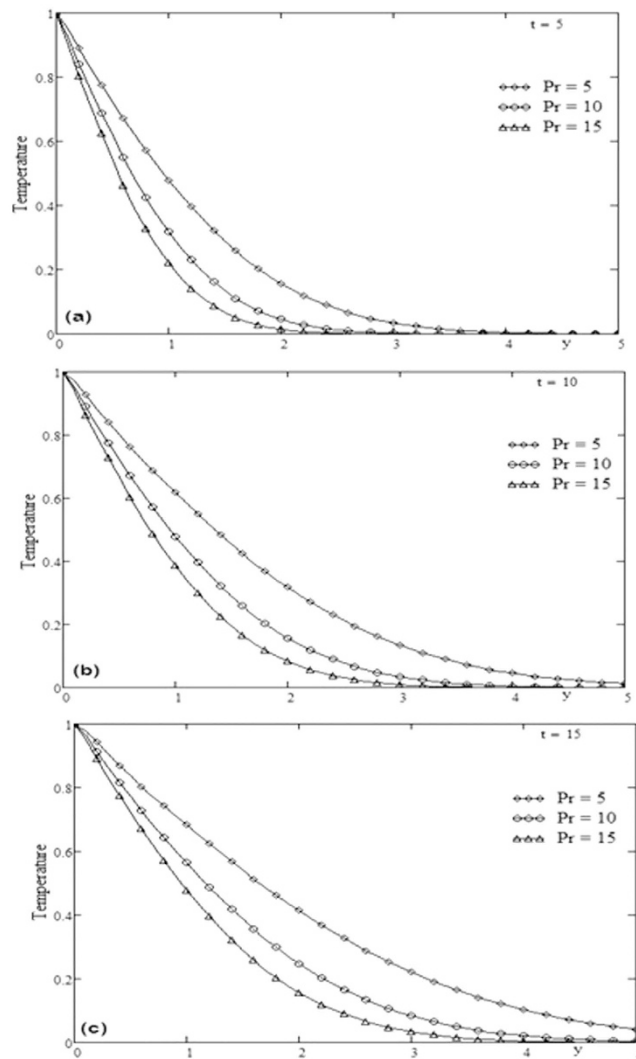 1
t = 5
0.8
Pr = 5
Pr = 10
Pr = 15
0.6
Temperature
0.4
0.2
(a)
0
0 1 2 3 4 y 5
1
t = 10
0.8
Pr = 5
Pr = 10
Pr = 15
0.6
Temperature
0.4
0.2
(b)
0
0 1 2 3 4 y 5
1
t = 15
0.8
Pr = 5
Pr = 10
Pr = 15
0.6
Temperature
0.4
0.2
(c)
0
0 1 2 3 4 y